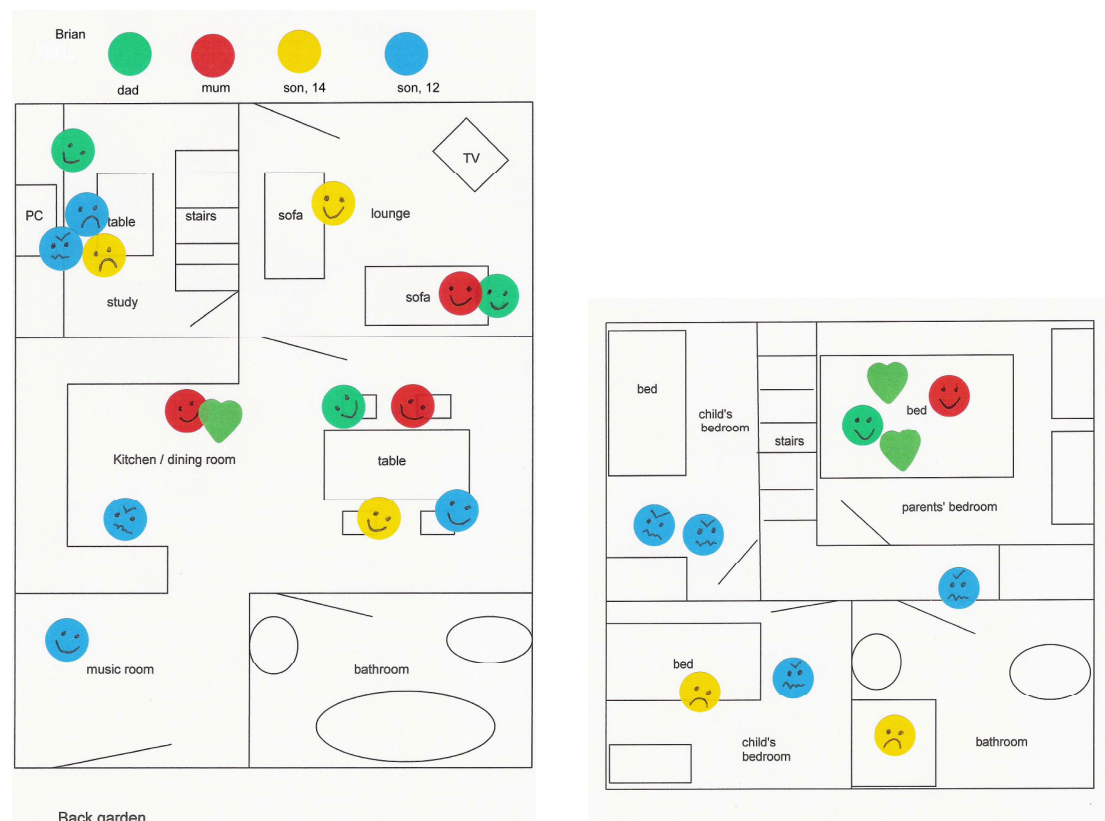 Brian
dad
mum
son, 14
son, 12
TV
PC
table
stairs
sofa
lounge
sofa
study
Kitchen / dining room
table
music room
bathroom
Back garden
bed
child's
bedroom
stairs
bed
parents' bedroom
bed
child's
bedroom
bathroom